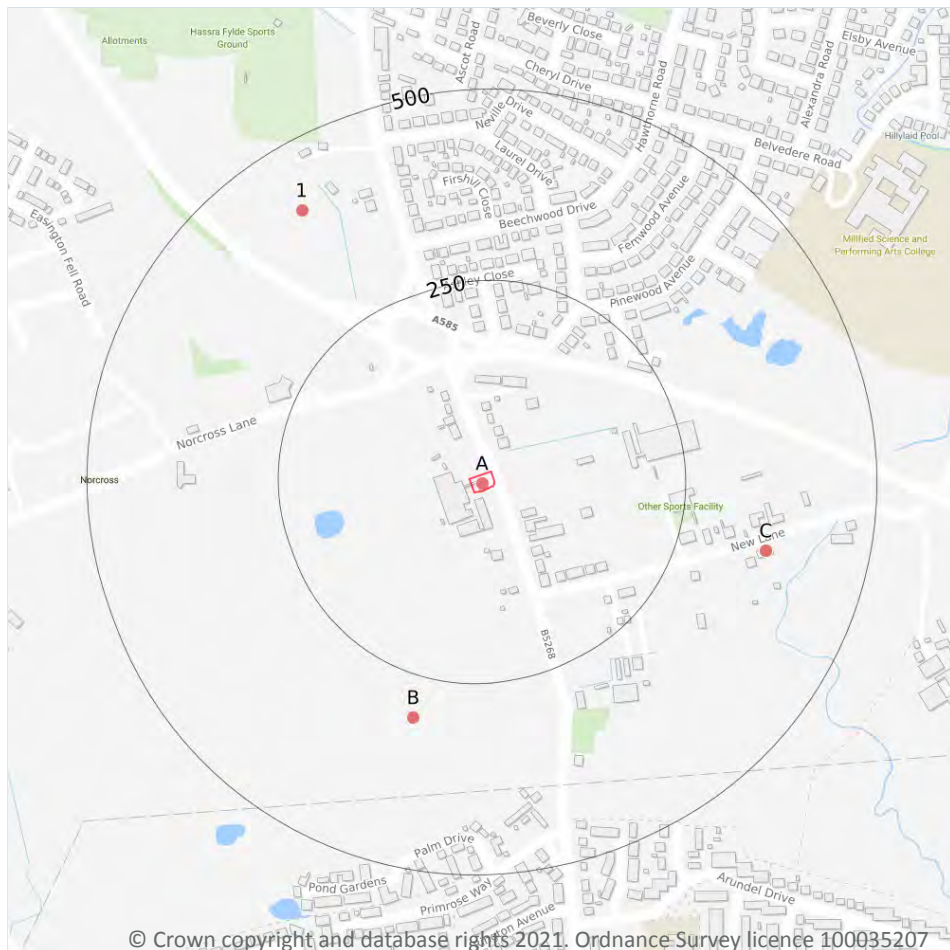 Beverly Close
Elsby Avenue
Hassra Fylde Sports
Ground
Allotments
Ascot Road
Alexandra Road
Cheryl Drive
Hawthorne Road
500
Neville Drive
Hillylaid Pool
Belvedere Road
Laurel Drive
Firshill Close
1
Fernwood Avenue
Beechwood Drive
Easington Fell Road
Millfield Science and
Performing Arts College
Pinewood Avenue
250
Close
A585
Norcross Lane
A
Norcross
Other Sports Facility
C
New Lane
B5268
B
Palm Drive
Pond Gardens
Primrose Way
Arundel Drive
Avenue
© Crown copyright and database rights 2021. Ordnance Survey licence 100035207